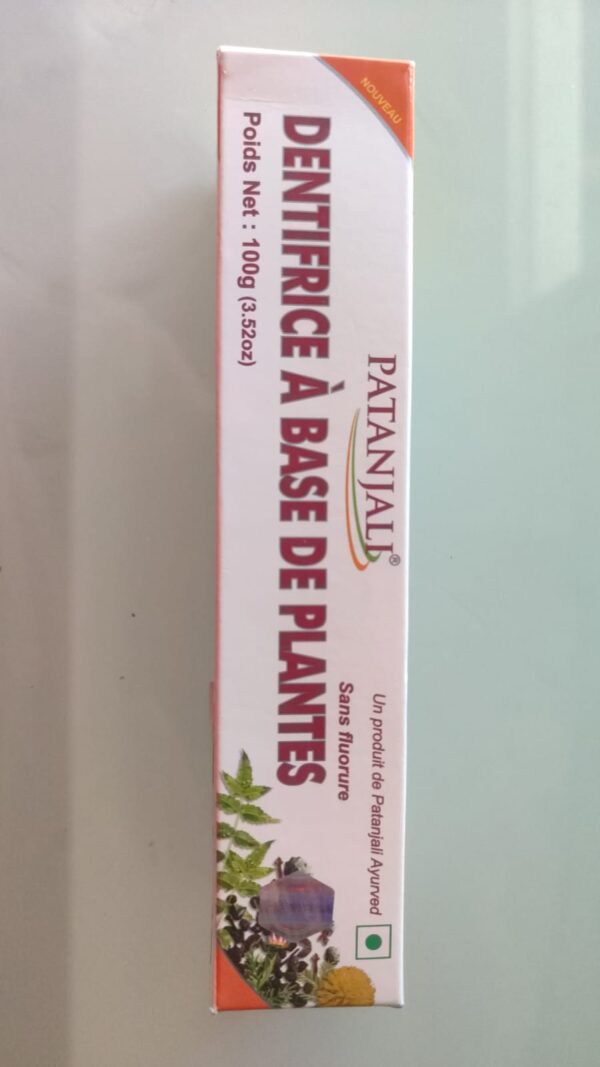 NOUVEAU
PATANJALI®
Un produit de Patanjali Ayurved
Sans fluorure
DENTIFRICE À BASE DE PLANTES
Poids Net : 100g (3.52oz)